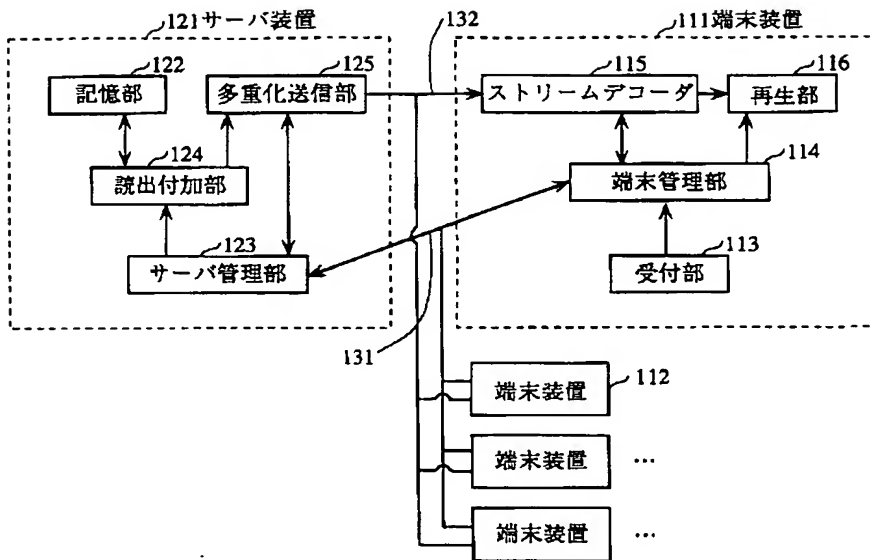 121サーバ装置
122
記憶部
125
多重化送信部
124
読出付加部
123
サーバ管理部
132
111端末装置
115
ストリームデコーダ
116
再生部
114
端末管理部
113
受付部
131
112
端末装置
端末装置 …
端末装置 …